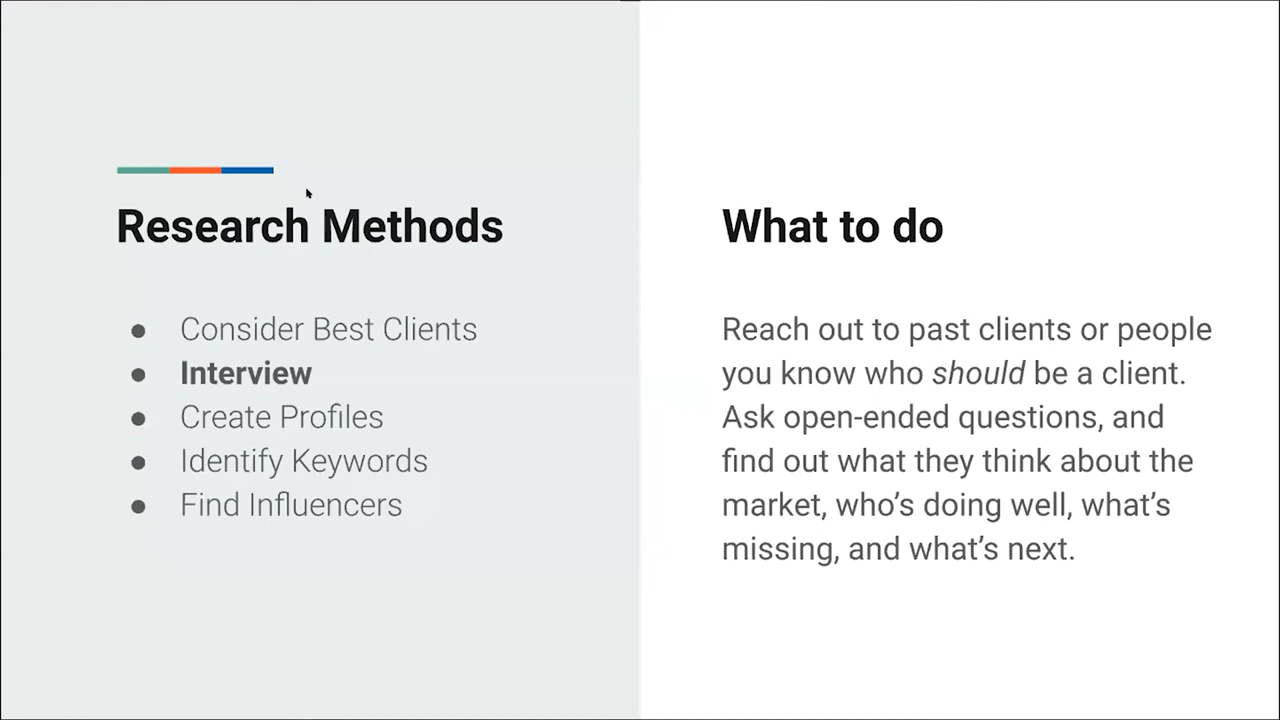 Research Methods
● Consider Best Clients
● Interview
● Create Profiles
● Identify Keywords
● Find Influencers
What to do
Reach out to past clients or people
you know who should be a client.
Ask open-ended questions, and
find out what they think about the
market, who’s doing well, what’s
missing, and what’s next.